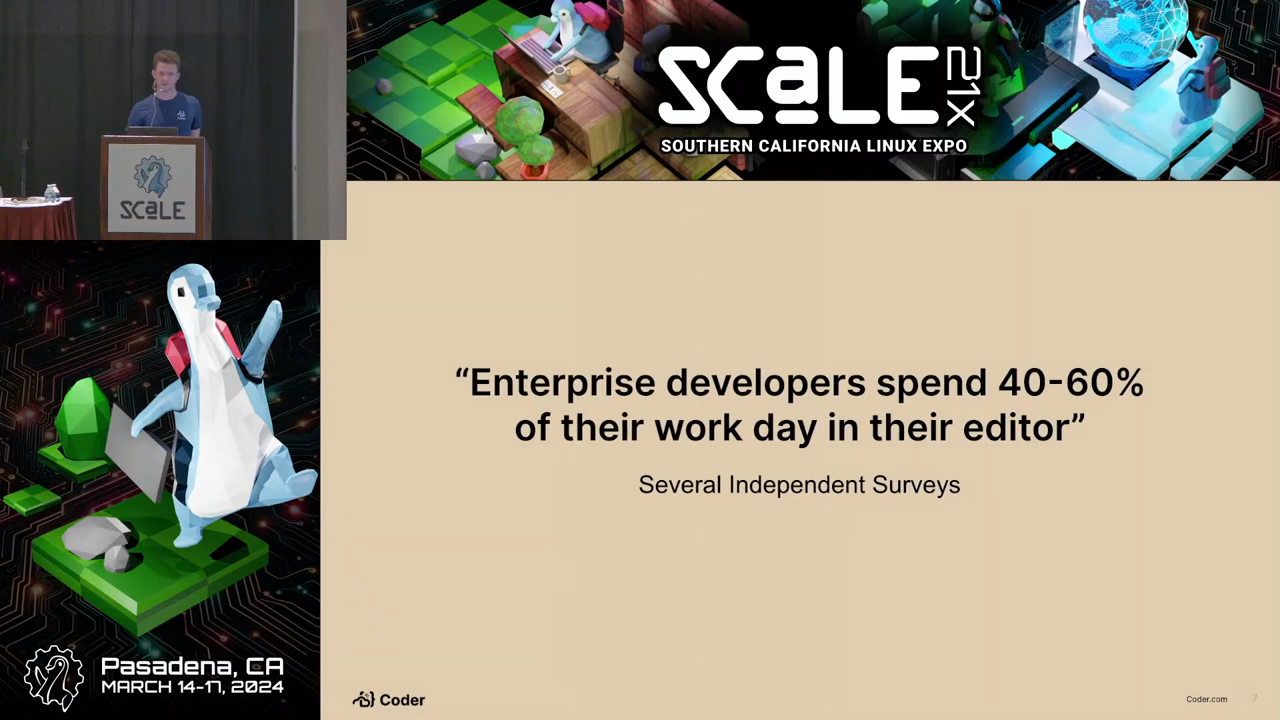 SCaLE 21x
SOUTHERN CALIFORNIA LINUX EXPO
SCaLE
“Enterprise developers spend 40-60%
of their work day in their editor”
Several Independent Surveys
Pasadena, CA
MARCH 14-17, 2024
Coder
Coder.com
7